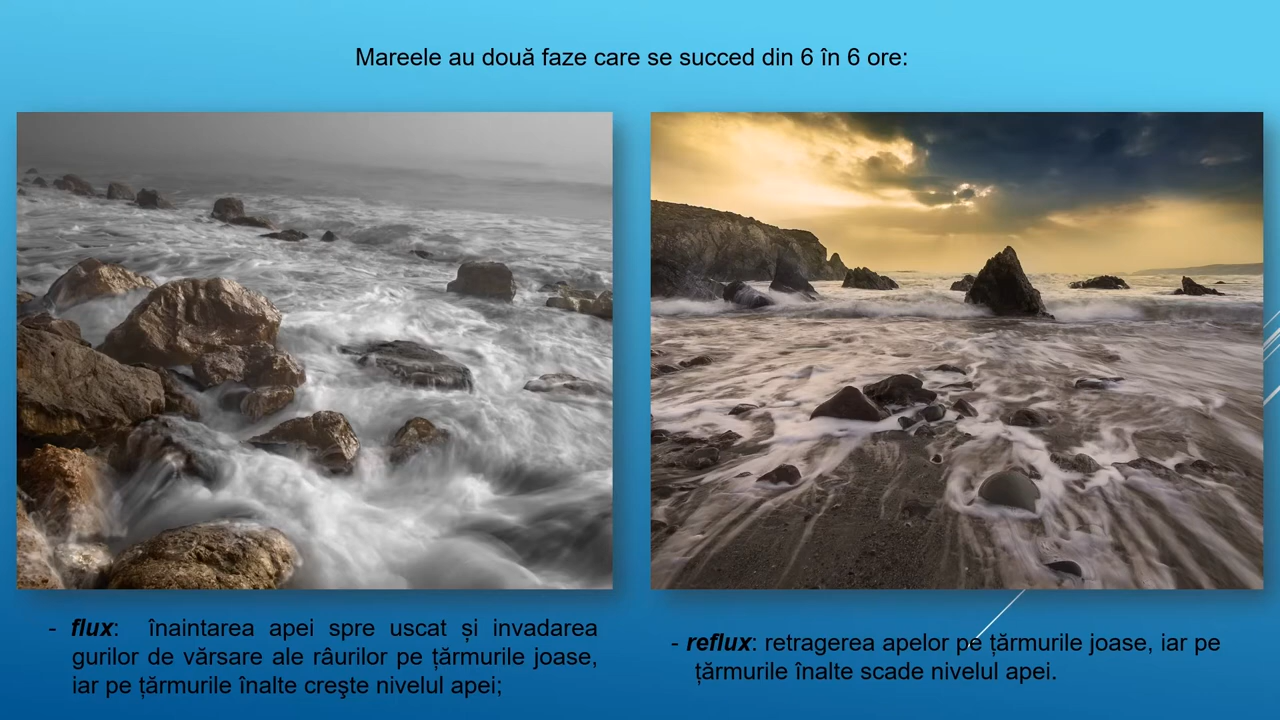 Mareele au două faze care se succed din 6 în 6 ore:
- flux: înaintarea apei spre uscat și invadarea
gurilor de vărsare ale râurilor pe țărmurile joase,
iar pe țărmurile înalte creşte nivelul apei;
- reflux: retragerea apelor pe țărmurile joase, iar pe
țărmurile înalte scade nivelul apei.